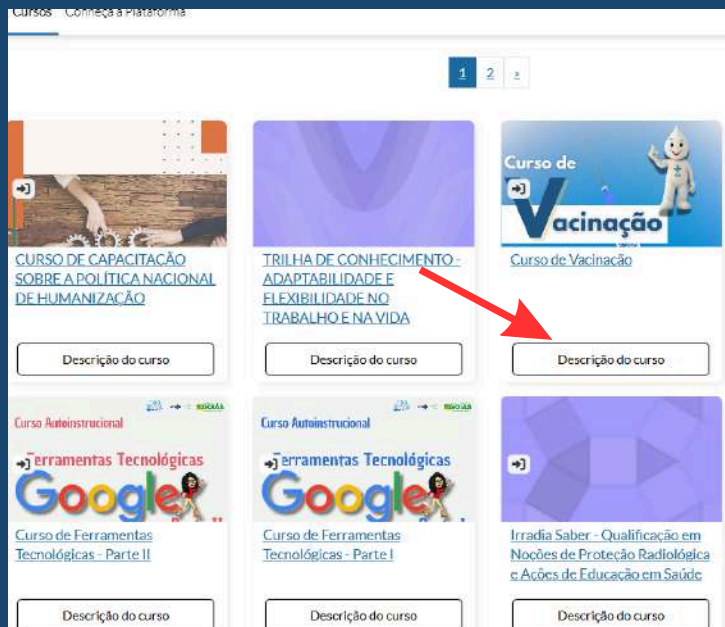 Cursos Conheça a Plataforma
1 2 »
CURSO DE CAPACITAÇÃO
SOBRE A POLÍTICA NACIONAL
DE HUMANIZAÇÃO
Descrição do curso
TRILHA DE CONHECIMENTO -
ADAPTABILIDADE E
FLEXIBILIDADE NO
TRABALHO E NA VIDA
Descrição do curso
Curso de
Vacinação
Curso de Vacinação
Descrição do curso
Curso Autoinstrucional
Ferramentas Tecnológicas
Google
Curso de Ferramentas
Tecnológicas - Parte II
Descrição do curso
Curso Autoinstrucional
Ferramentas Tecnológicas
Google
Curso de Ferramentas
Tecnológicas - Parte I
Descrição do curso
Irradia Saber - Qualificação em
Noções de Proteção Radiológica
e Ações de Educação em Saúde
Descrição do curso